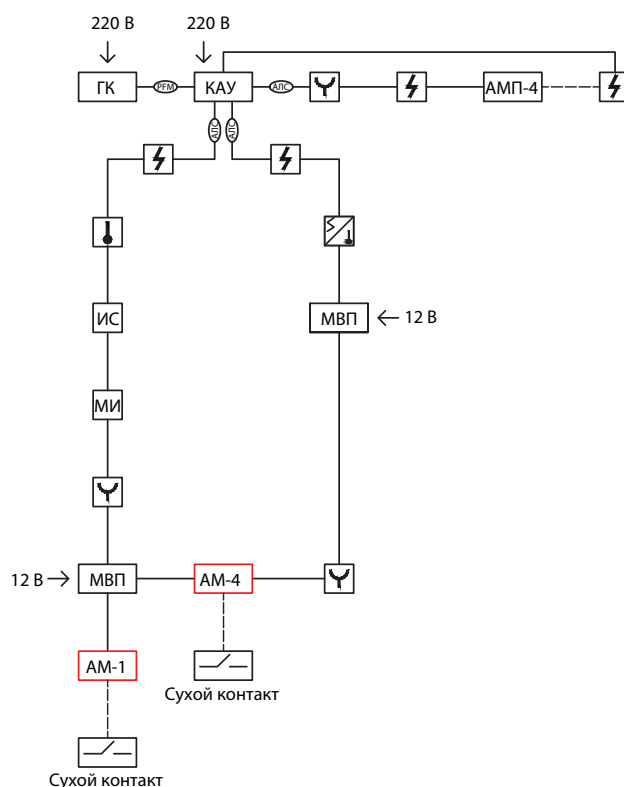 220 В
220 В
ГК
PFM
КАУ
АЛС
АМП-4
АЛС
АЛС
ИС
МВП
12 В
МИ
12 В
МВП
АМ-4
АМ-1
Сухой контакт
Сухой контакт